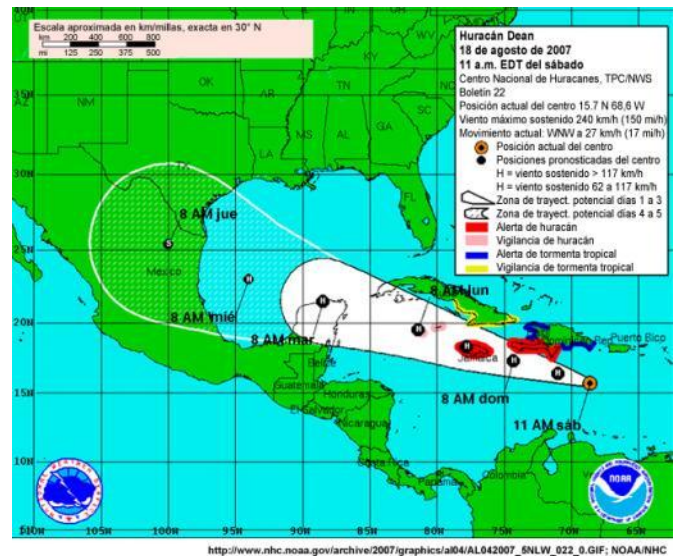 Escala aproximada en km/millas, exacta en 30° N
km 200 400 600 800
mi 125 250 375 500
Huracán Dean
18 de agosto de 2007
11 a.m. EDT del sábado
Centro Nacional de Huracanes, TPC/NWS
Boletín 22
Posición actual del centro 15.7 N 68,6 W
Viento máximo sostenido 240 km/h (150 mi/h)
Movimiento actual: WNW a 27 km/h (17 mi/h)
Posición actual del centro
Posiciones pronosticadas del centro
H = viento sostenido > 117 km/h
H = viento sostenido 62 a 117 km/h
Zona de trayect. potencial días 1 a 3
Zona de trayect. potencial días 4 a 5
Alerta de huracán
Vigilancia de huracán
Alerta de tormenta tropical
Vigilancia de tormenta tropical
NM
OK
AR
TN
NC
MS
AL
GA
SC
LA
FL
KY
WV
VA
35N
30N
25N
20N
15N
10N
8 AM jue
S
Mexico
H
8 AM mié
H
8 AM mar
H
8 AM lun
H
Jamaica
H
8 AM dom
H
11 AM sáb
Puerto Rico
Belize
Guatemala
Honduras
El Salvador
Nicaragua
Costa Rica
Panama
Colombia
NOAA
105W
100W
95W
90W
85W
80W
75W
70W
65W
60W
http://www.nhc.noaa.gov/archive/2007/graphics/al04/AL042007_5NLW_022_0.GIF; NOAA/NHC